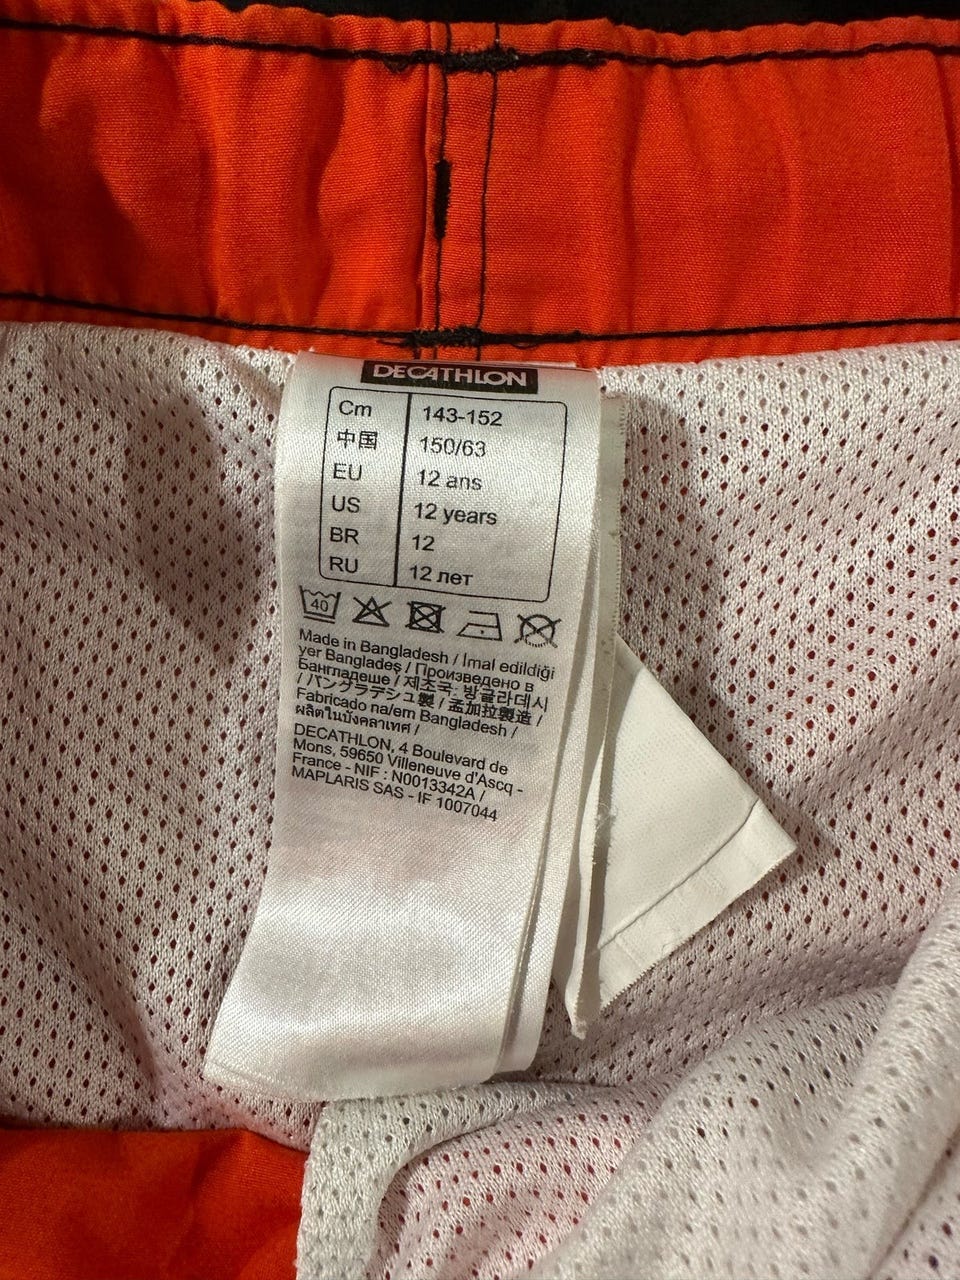 DECATHLON
Cm 143-152
中国 150/63
EU 12 ans
US 12 years
BR 12
RU 12 лет
40
Made in Bangladesh / Imal edildiği
yer Bangladeş / Произведено в
Бангладеше / 제조국: 방글라데시
/ バングラデシュ製 / 孟加拉製造 /
Fabricado na/em Bangladesh /
ผลิตในบังคลาเทศ /
DECATHLON, 4 Boulevard de
Mons, 59650 Villeneuve d'Ascq -
France - NIF : N0013342A /
MAPLARIS SAS - IF 1007044